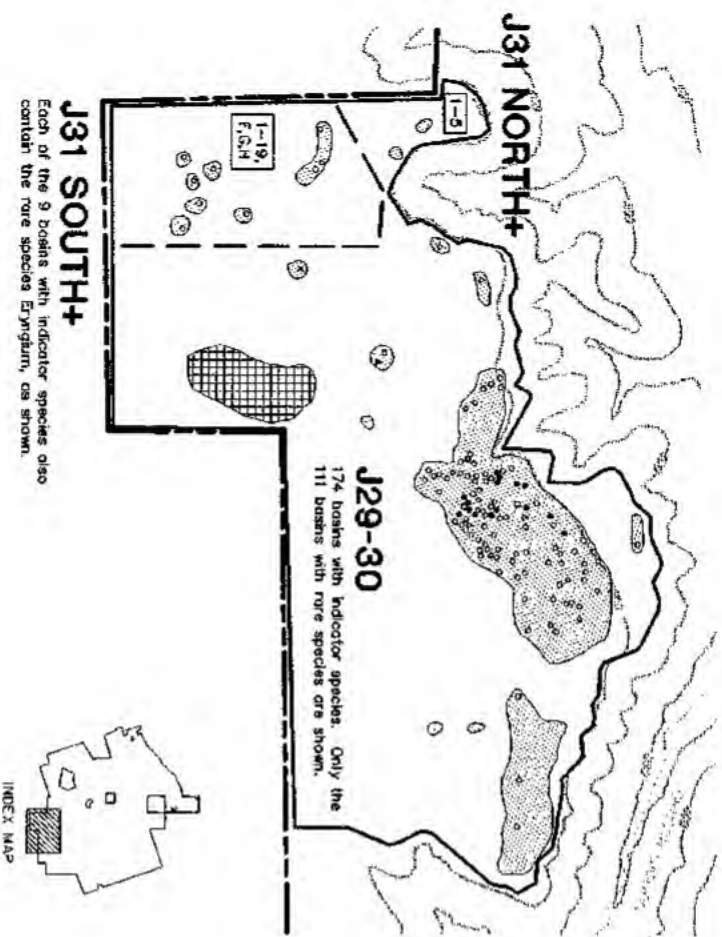 J31 NORTH+
1-5
1-19,
F,G,H
J29-30
174 basins with indicator species. Only the
111 basins with rare species are shown.
J31 SOUTH+
Each of the 9 basins with indicator species also
contain the rare species Eryngium, as shown.
INDEX MAP